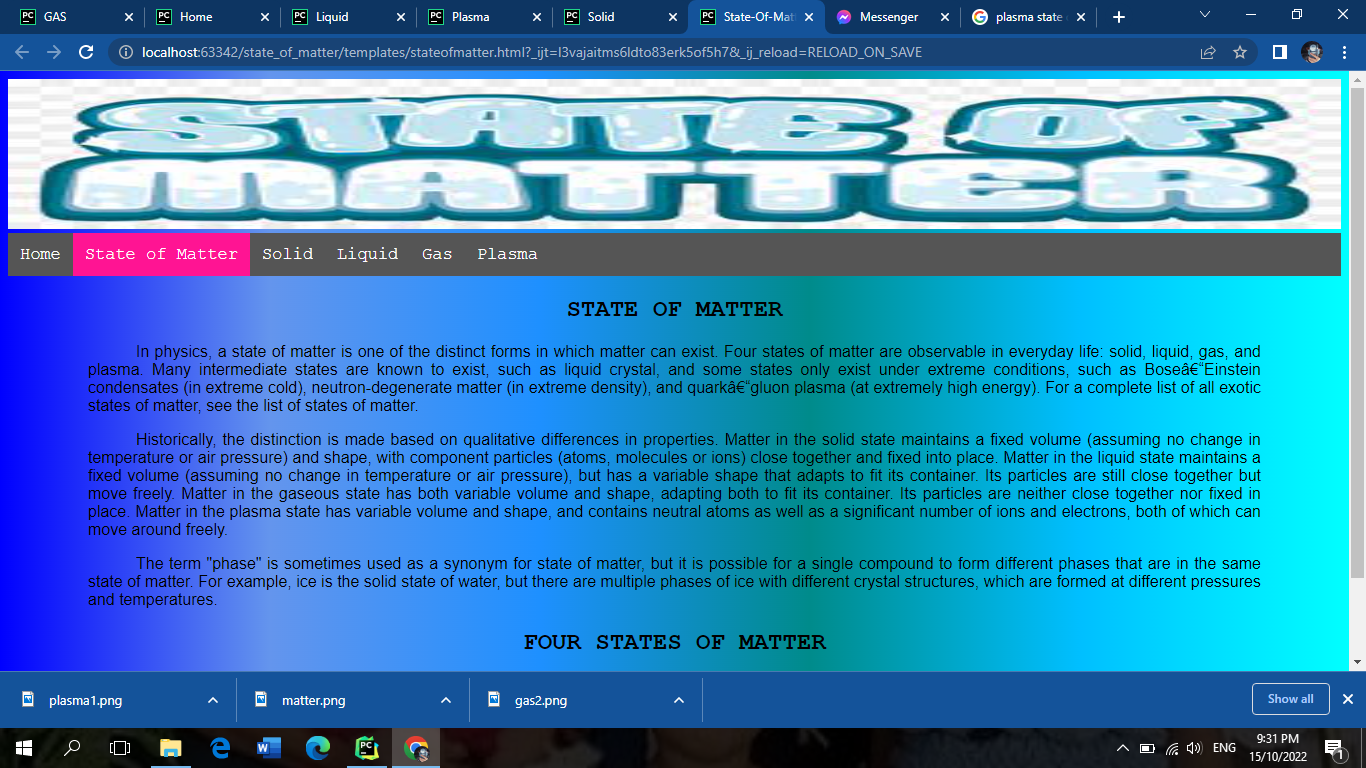 GAS
Home
Liquid
Plasma
Solid
State-Of-Mat
Messenger
plasma state
localhost:63342/state_of_matter/templates/stateofmatter.html?_ijt=l3vajaitms6ldto83erk5of5h7&_ij_reload=RELOAD_ON_SAVE
STATE OF
MATTER
Home State of Matter Solid Liquid Gas Plasma
STATE OF MATTER
In physics, a state of matter is one of the distinct forms in which matter can exist. Four states of matter are observable in everyday life: solid, liquid, gas, and
plasma. Many intermediate states are known to exist, such as liquid crystal, and some states only exist under extreme conditions, such as Boseâ€“Einstein
condensates (in extreme cold), neutron-degenerate matter (in extreme density), and quarkâ€“gluon plasma (at extremely high energy). For a complete list of all exotic
states of matter, see the list of states of matter.
Historically, the distinction is made based on qualitative differences in properties. Matter in the solid state maintains a fixed volume (assuming no change in
temperature or air pressure) and shape, with component particles (atoms, molecules or ions) close together and fixed into place. Matter in the liquid state maintains a
fixed volume (assuming no change in temperature or air pressure), but has a variable shape that adapts to fit its container. Its particles are still close together but
move freely. Matter in the gaseous state has both variable volume and shape, adapting both to fit its container. Its particles are neither close together nor fixed in
place. Matter in the plasma state has variable volume and shape, and contains neutral atoms as well as a significant number of ions and electrons, both of which can
move around freely.
The term "phase" is sometimes used as a synonym for state of matter, but it is possible for a single compound to form different phases that are in the same
state of matter. For example, ice is the solid state of water, but there are multiple phases of ice with different crystal structures, which are formed at different pressures
and temperatures.
FOUR STATES OF MATTER
plasma1.png
matter.png
gas2.png
Show all
ENG
9:31 PM
15/10/2022
1